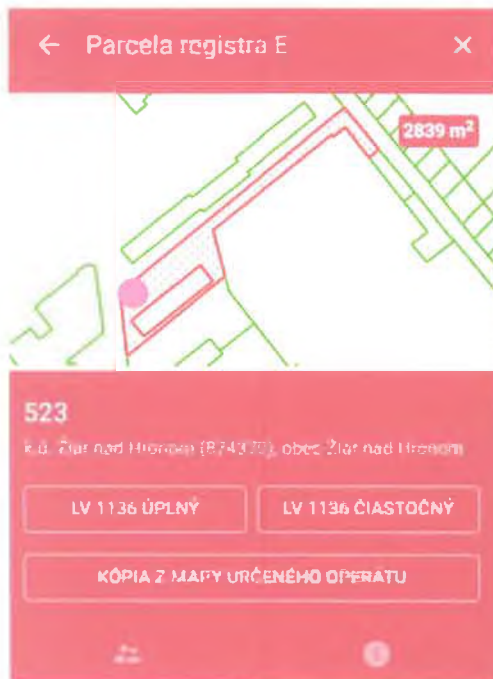 Parcela registra E
2839 m²
523
k.ú. Žiar nad Hronom obec Žiar nad Hronom
LV 1136 ÚPLNÝ
LV 1136 ČIASTOČNÝ
KÓPIA Z MAPY URČENÉHO OPERÁTU